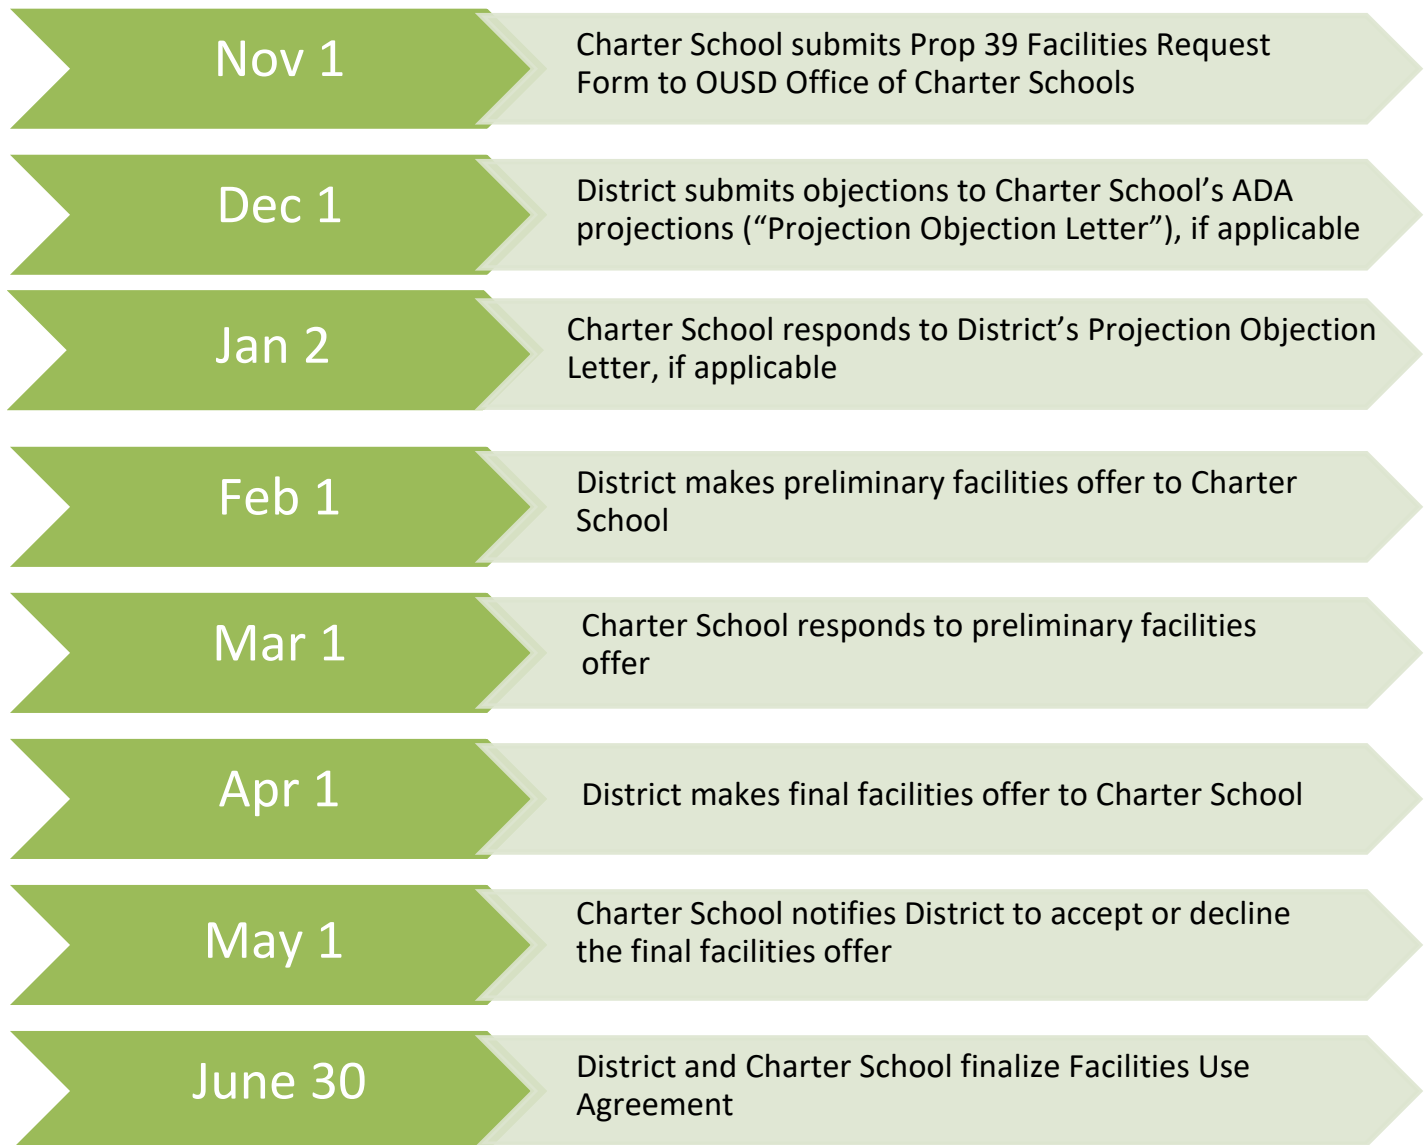 Nov 1
Charter School submits Prop 39 Facilities Request
Form to OUSD Office of Charter Schools
Dec 1
District submits objections to Charter School’s ADA
projections (“Projection Objection Letter”), if applicable
Jan 2
Charter School responds to District’s Projection Objection
Letter, if applicable
Feb 1
District makes preliminary facilities offer to Charter
School
Mar 1
Charter School responds to preliminary facilities
offer
Apr 1
District makes final facilities offer to Charter School
May 1
Charter School notifies District to accept or decline
the final facilities offer
June 30
District and Charter School finalize Facilities Use
Agreement